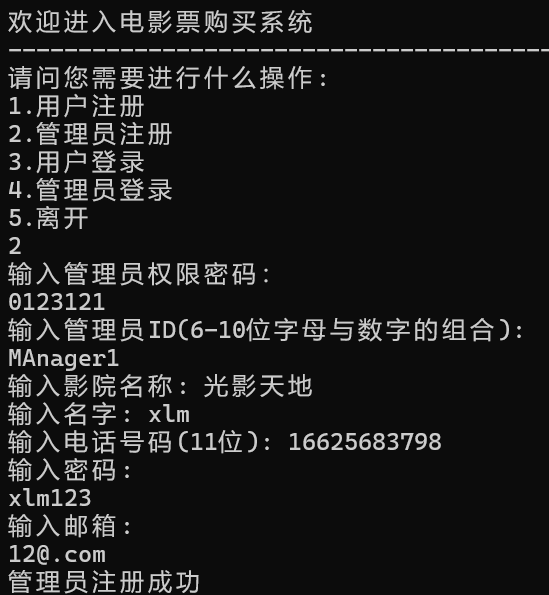 欢迎进入电影票购买系统
---------------------------------------
请问您需要进行什么操作:
1.用户注册
2.管理员注册
3.用户登录
4.管理员登录
5.离开
2
输入管理员权限密码:
0123121
输入管理员ID(6-10位字母与数字的组合):
MAnager1
输入影院名称: 光影天地
输入名字: xlm
输入电话号码(11位): 16625683798
输入密码:
xlm123
输入邮箱:
12@.com
管理员注册成功